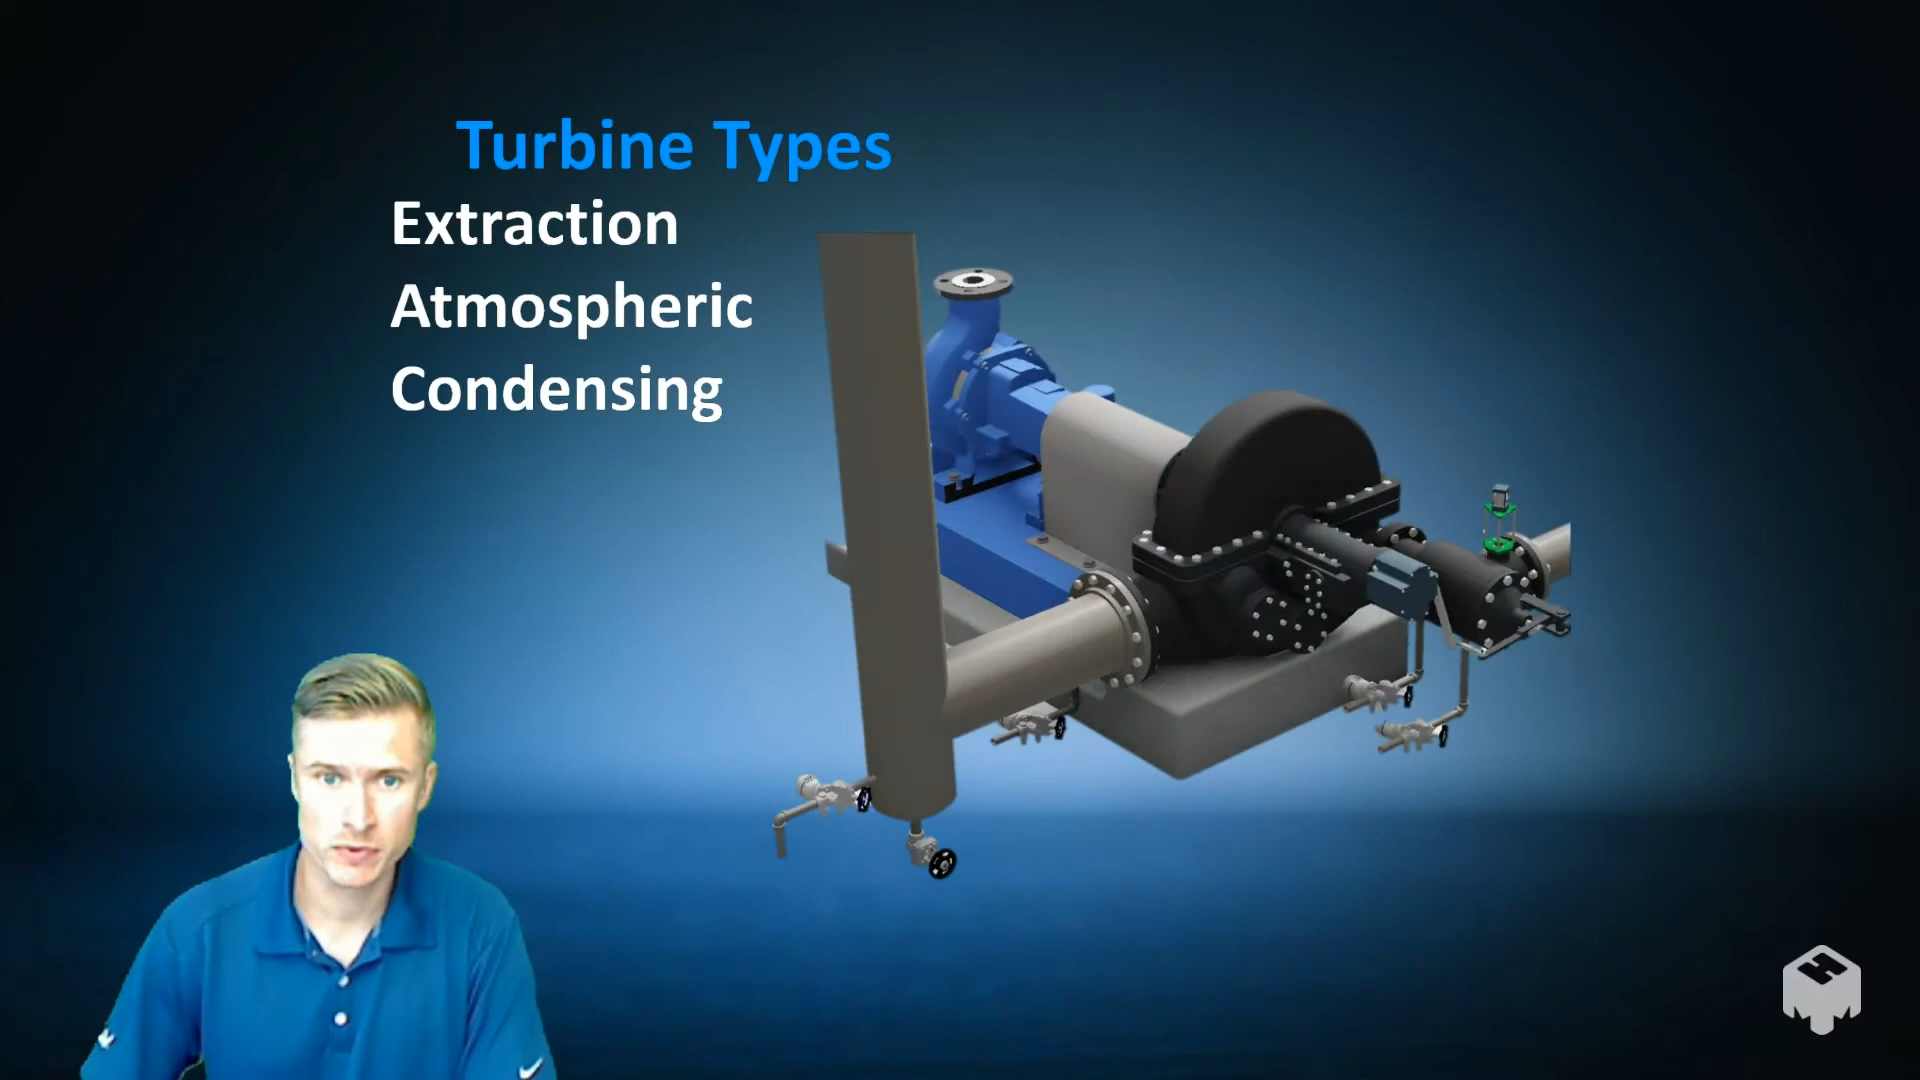 Turbine Types
Extraction
Atmospheric
Condensing